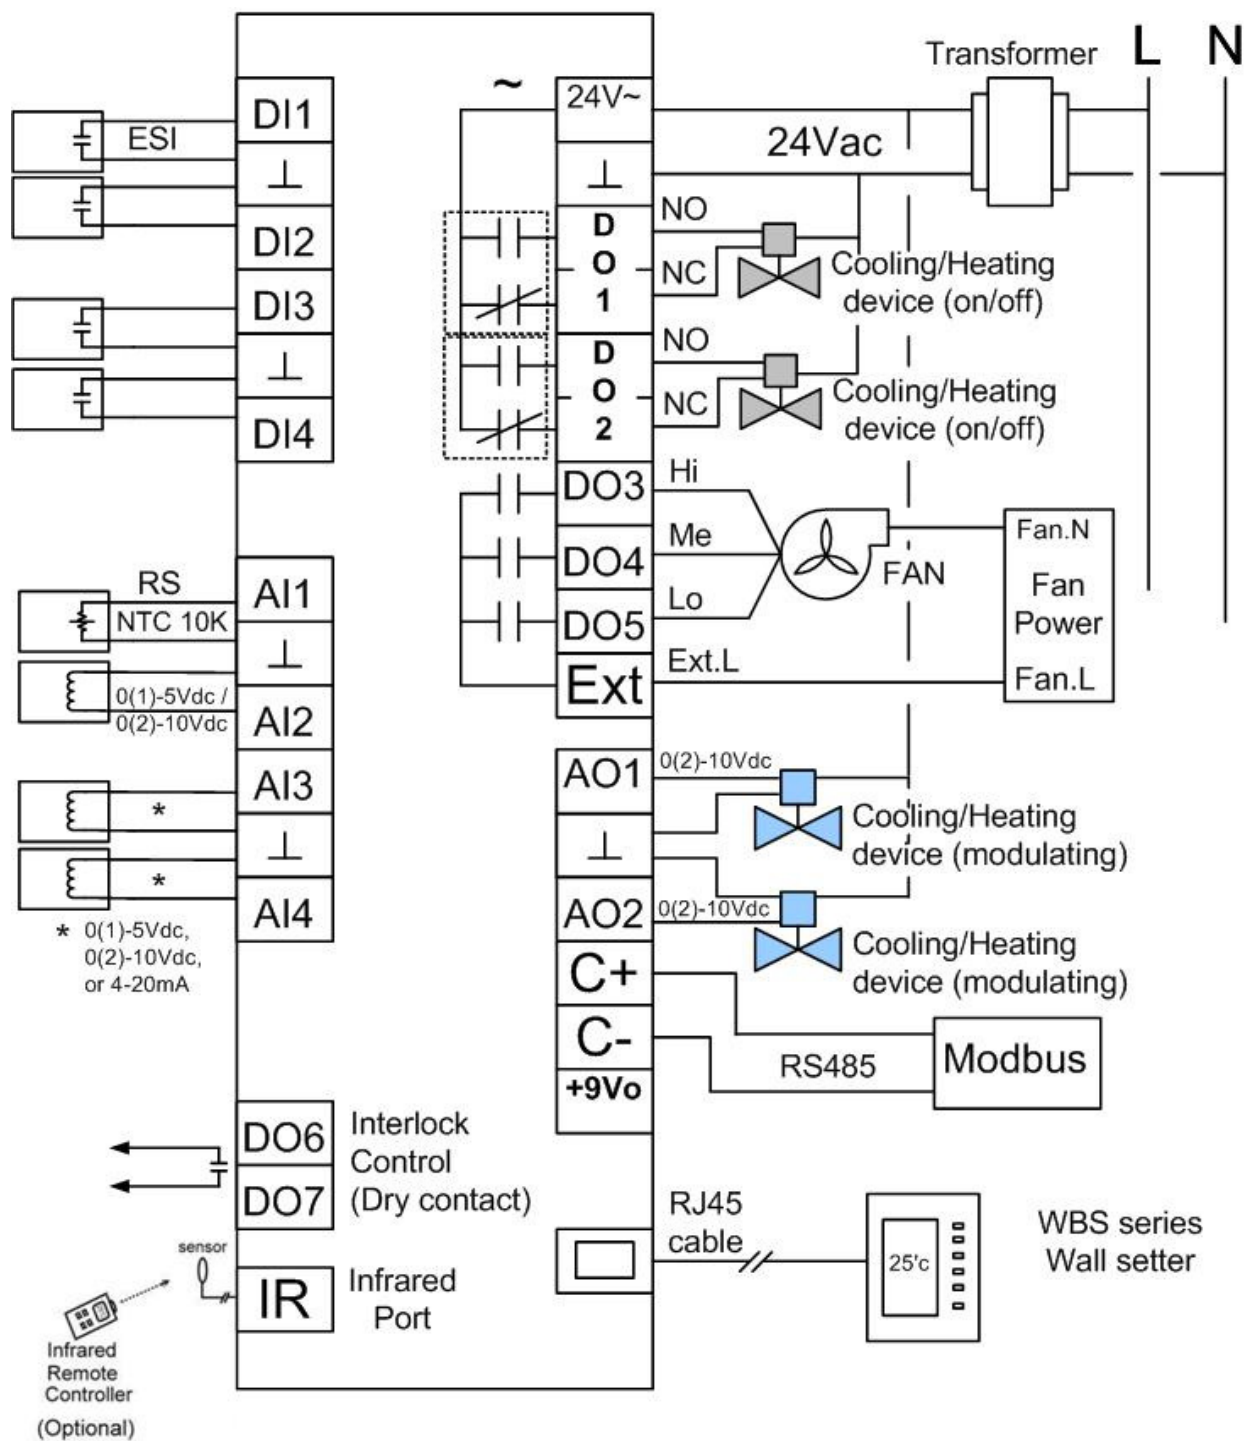 Transformer
L
N
~
24V~
24Vac
⊥
DI1
ESI
⊥
DI2
DI3
⊥
DI4
D
O
1
NO
NC
Cooling/Heating
device (on/off)
D
O
2
NO
NC
Cooling/Heating
device (on/off)
DO3
Hi
DO4
Me
DO5
Lo
Ext
Ext.L
FAN
Fan.N
Fan
Power
Fan.L
RS
NTC 10K
AI1
⊥
0(1)-5Vdc /
0(2)-10Vdc
AI2
AI3
*
⊥
*
AI4
* 0(1)-5Vdc,
0(2)-10Vdc,
or 4-20mA
AO1
0(2)-10Vdc
Cooling/Heating
device (modulating)
⊥
AO2
0(2)-10Vdc
Cooling/Heating
device (modulating)
C+
C-
RS485
Modbus
+9Vo
DO6
DO7
Interlock
Control
(Dry contact)
RJ45
cable
25'c
WBS series
Wall setter
sensor
IR
Infrared
Port
Infrared
Remote
Controller
(Optional)